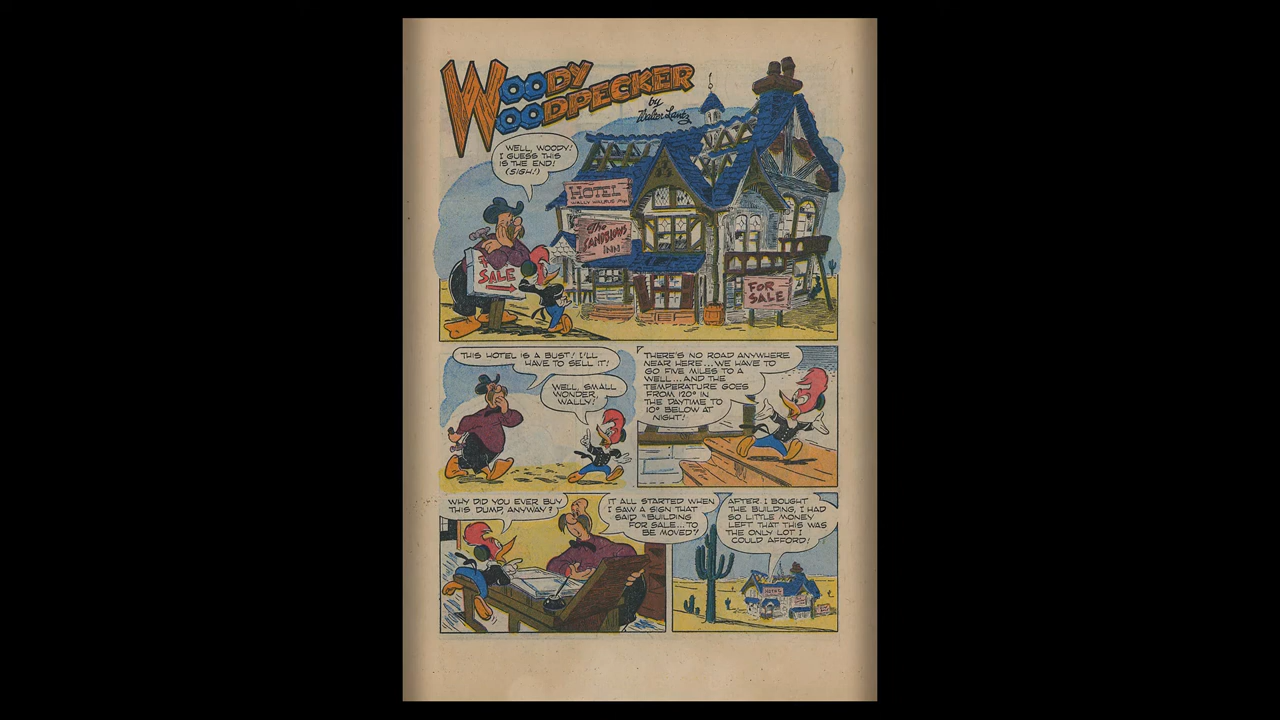 WOODY
WOODPECKER
by
Walter Lantz
WELL, WOODY!
I GUESS THIS
IS THE END!
(SIGH!)
HOTEL
WALLY WALRUS PROP
The
SANDBLOWS
INN
SALE
FOR
SALE
THIS HOTEL IS A BUST! I'LL
HAVE TO SELL IT!
WELL, SMALL
WONDER,
WALLY!
THERE'S NO ROAD ANYWHERE
NEAR HERE...WE HAVE TO
GO FIVE MILES TO A
WELL...AND THE
TEMPERATURE GOES
FROM 120° IN
THE DAYTIME TO
10° BELOW AT
NIGHT!
WHY DID YOU EVER BUY
THIS DUMP, ANYWAY?
IT ALL STARTED WHEN
I SAW A SIGN THAT
SAID "BUILDING
FOR SALE...TO
BE MOVED"!
AFTER I BOUGHT
THE BUILDING, I HAD
SO LITTLE MONEY
LEFT THAT THIS WAS
THE ONLY LOT I
COULD AFFORD!
HOTEL